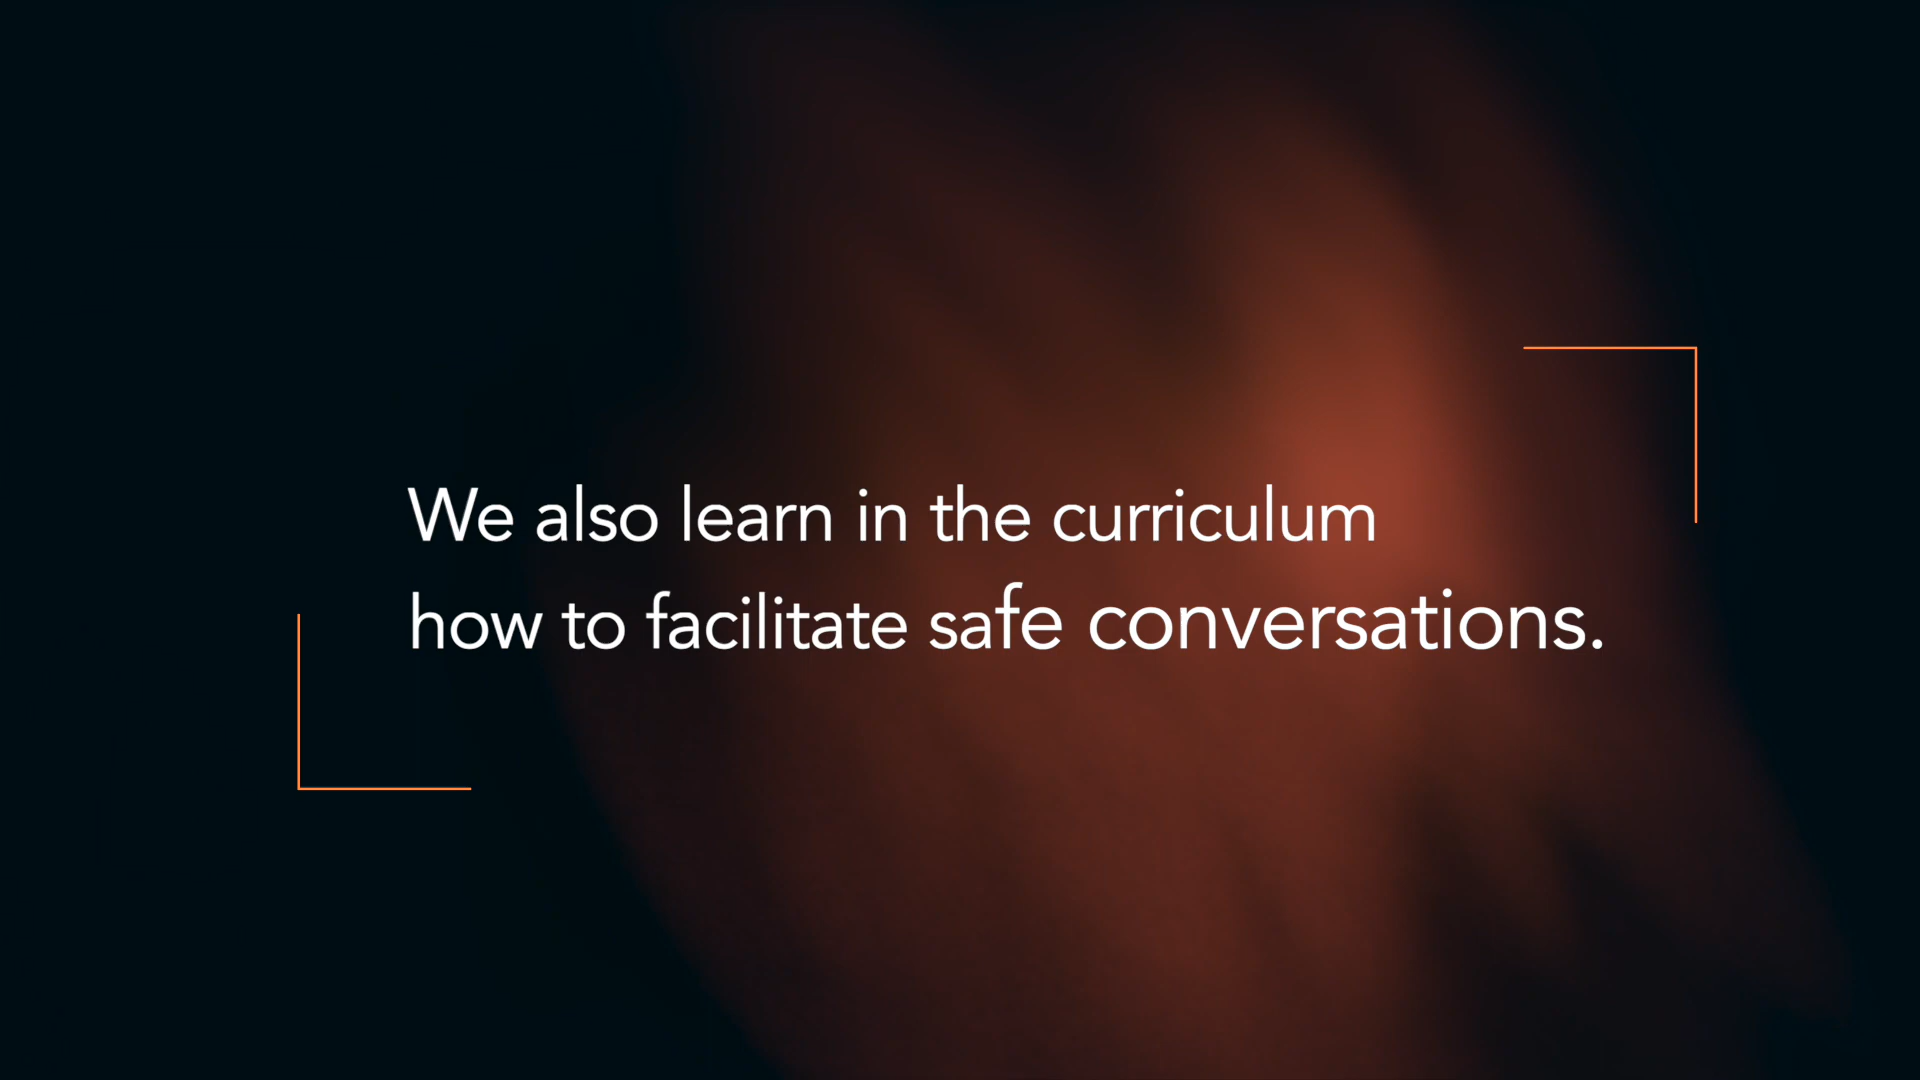 We also learn in the curriculum
how to facilitate safe conversations.